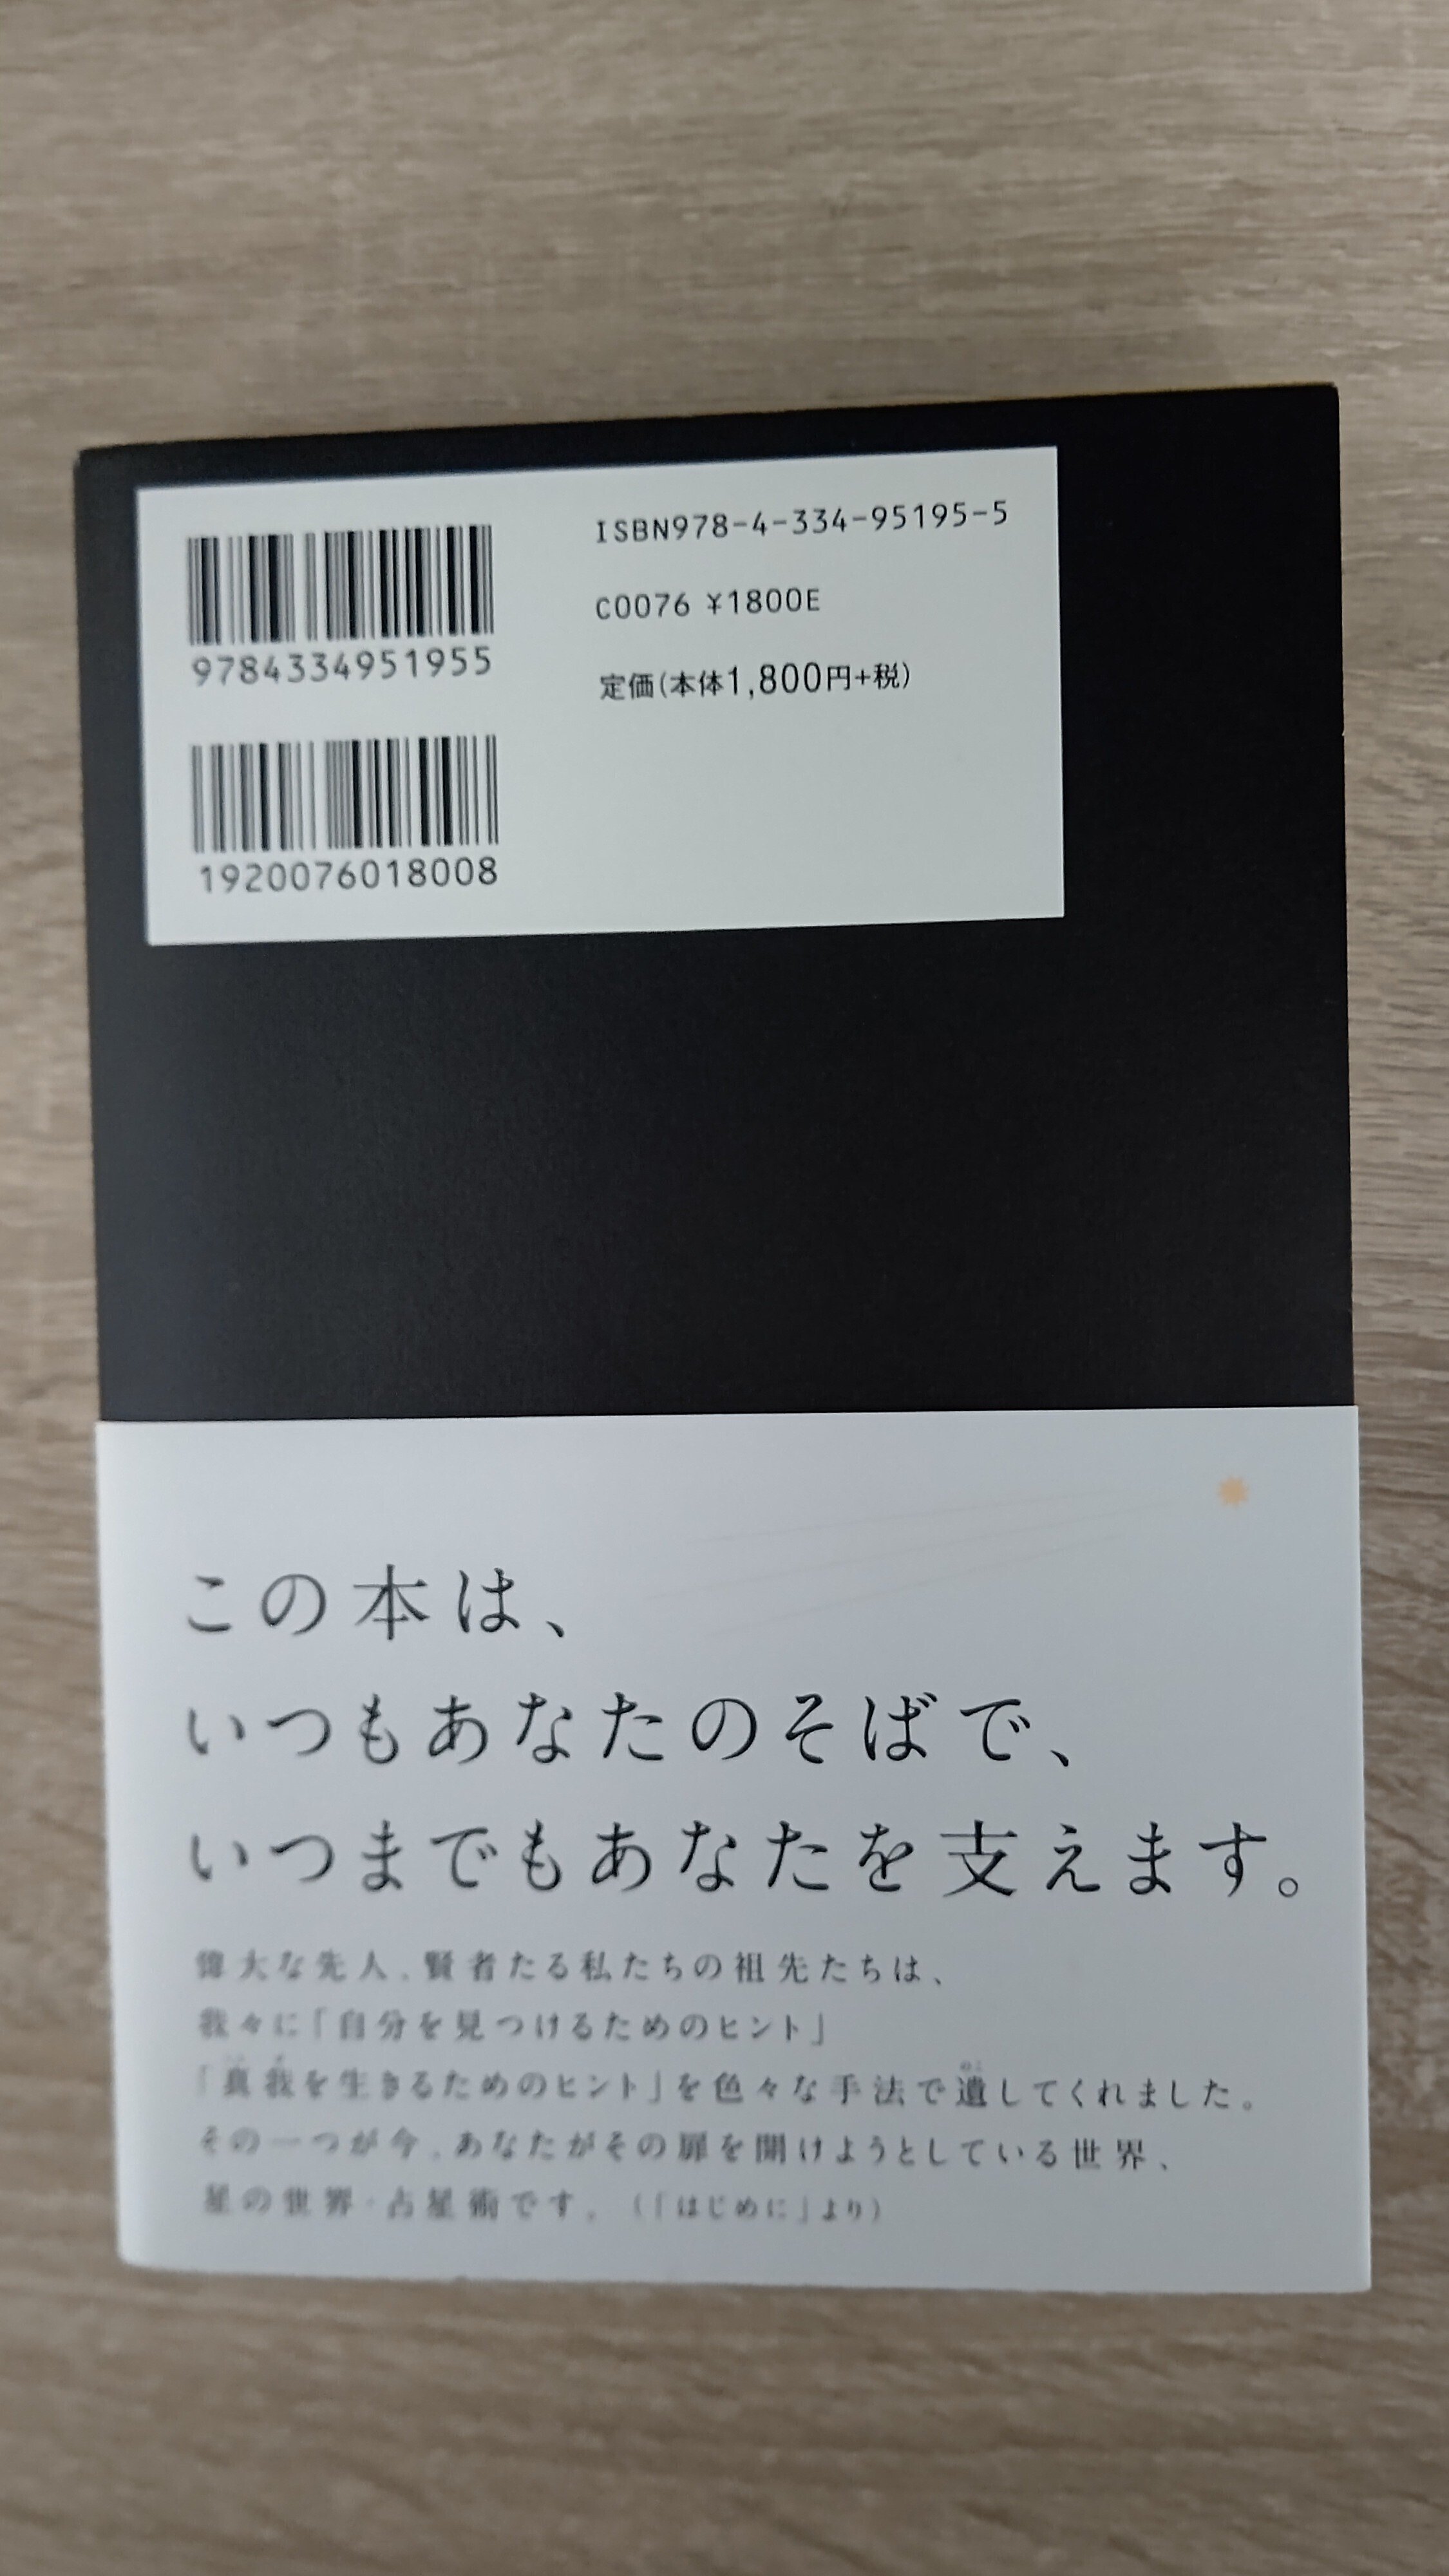 ISBN978-4-334-95195-5
C0076 ¥1800E
定価(本体1,800円+税)
9784334951955
1920076018008
この本は、
いつもあなたのそばで、
いつまでもあなたを支えます。
偉大な先人、賢者たる私たちの祖先たちは、
我々に「自分を見つけるためのヒント」
「真我を生きるためのヒント」を色々な手法で遺してくれました。
その一つが今、あなたがその扉を開けようとしている世界、
星の世界・占星術です。(「はじめに」より)